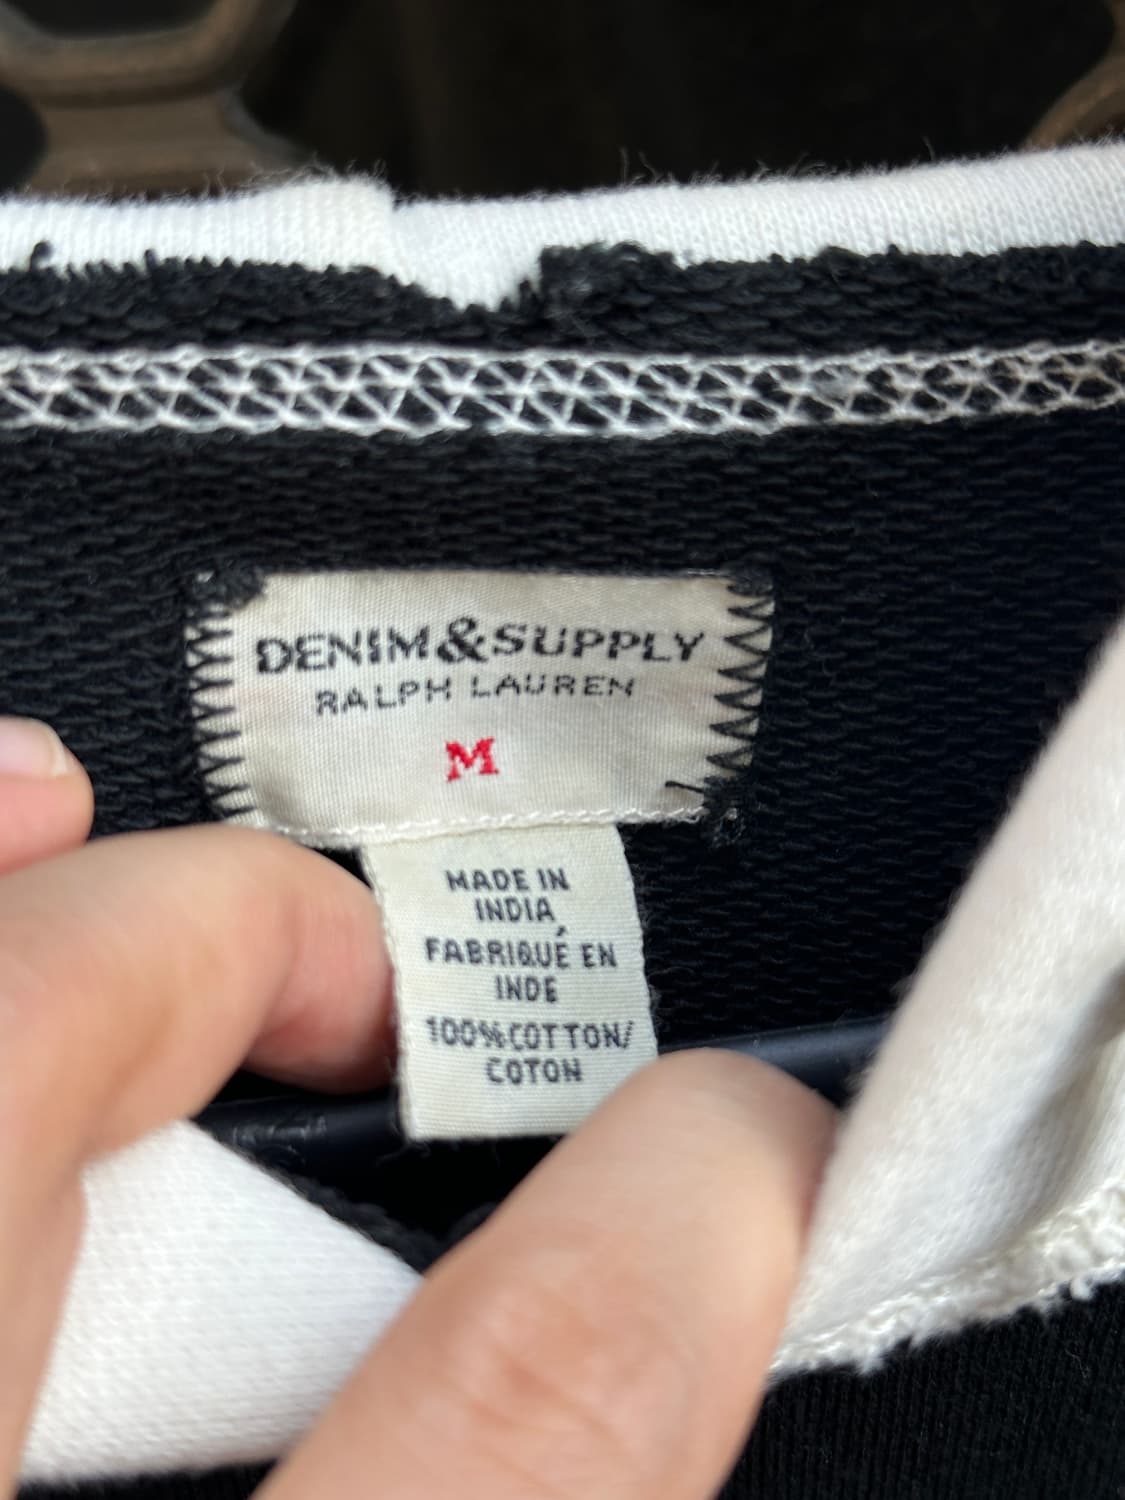 DENIM&SUPPLY
RALPH LAUREN
M
MADE IN
INDIA
FABRIQUÉ EN
INDE
100%COTTON/
COTON